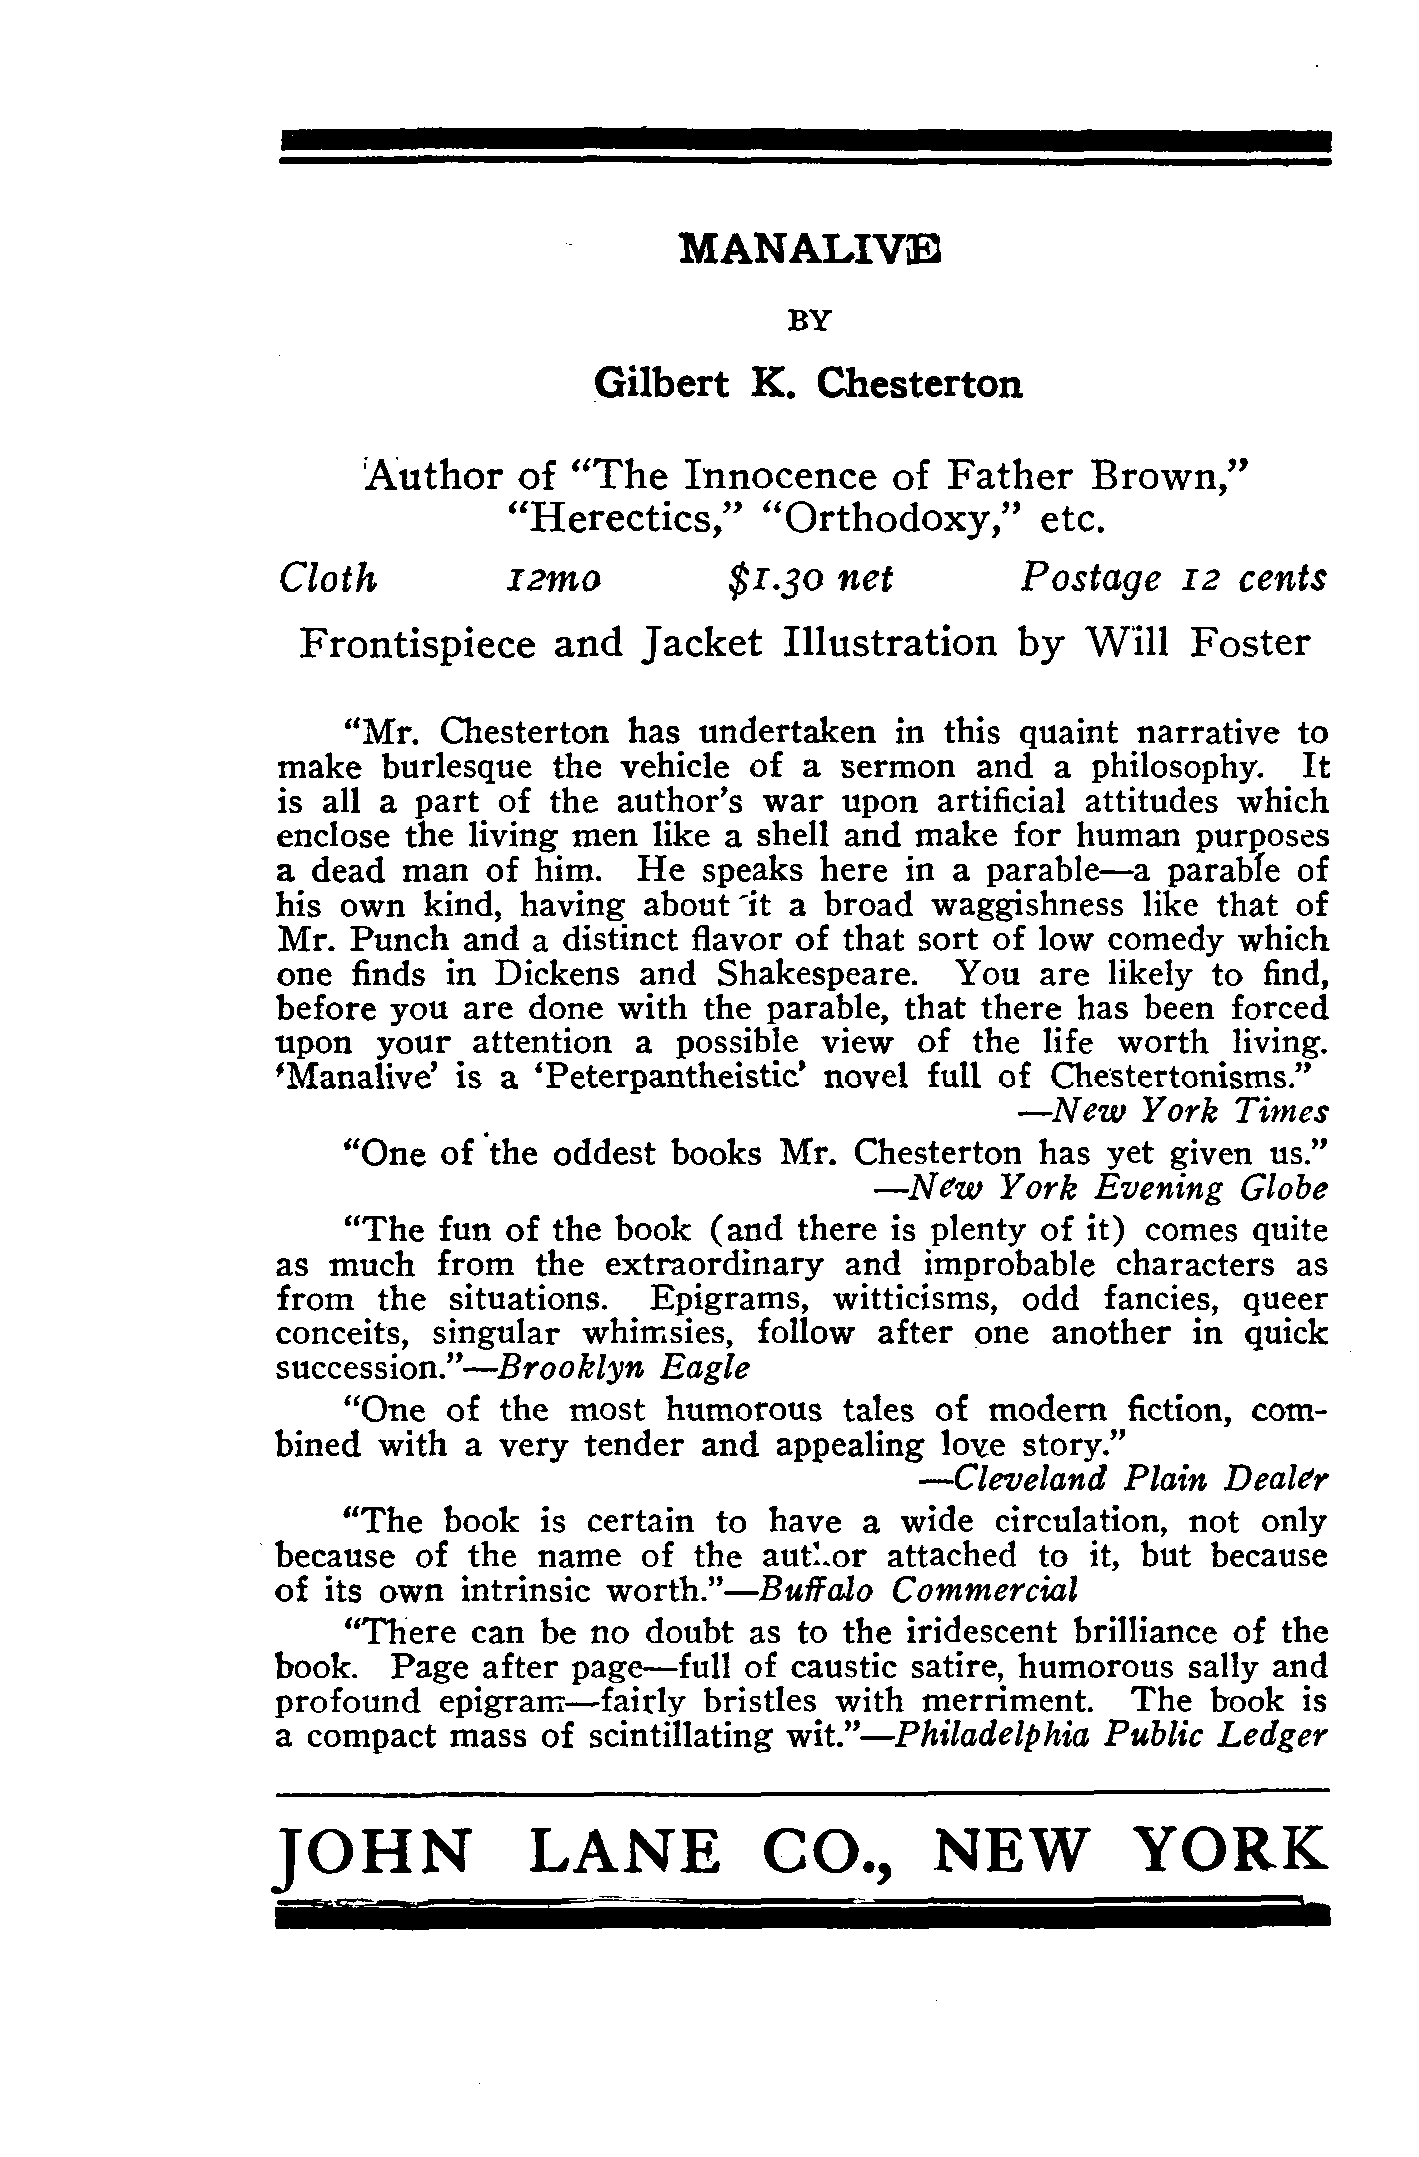 MANALIVE
BY
Gilbert K. Chesterton
Author of “The Innocence of Father Brown,”
“Herectics,” “Orthodoxy,” etc.
Cloth 12mo $1.30 net Postage 12 cents
Frontispiece and Jacket Illustration by Will Foster
“Mr. Chesterton has undertaken in this quaint narrative to
make burlesque the vehicle of a sermon and a philosophy. It
is all a part of the author’s war upon artificial attitudes which
enclose the living men like a shell and make for human purposes
a dead man of him. He speaks here in a parable—a parable of
his own kind, having about it a broad waggishness like that of
Mr. Punch and a distinct flavor of that sort of low comedy which
one finds in Dickens and Shakespeare. You are likely to find,
before you are done with the parable, that there has been forced
upon your attention a possible view of the life worth living.
‘Manalive’ is a ‘Peterpantheistic’ novel full of Chestertonisms.”
—New York Times
“One of the oddest books Mr. Chesterton has yet given us.”
—New York Evening Globe
“The fun of the book (and there is plenty of it) comes quite
as much from the extraordinary and improbable characters as
from the situations. Epigrams, witticisms, odd fancies, queer
conceits, singular whimsies, follow after one another in quick
succession.”—Brooklyn Eagle
“One of the most humorous tales of modern fiction, com-
bined with a very tender and appealing love story.”
—Cleveland Plain Dealer
“The book is certain to have a wide circulation, not only
because of the name of the author attached to it, but because
of its own intrinsic worth.”—Buffalo Commercial
“There can be no doubt as to the iridescent brilliance of the
book. Page after page—full of caustic satire, humorous sally and
profound epigram—fairly bristles with merriment. The book is
a compact mass of scintillating wit.”—Philadelphia Public Ledger
JOHN LANE CO., NEW YORK